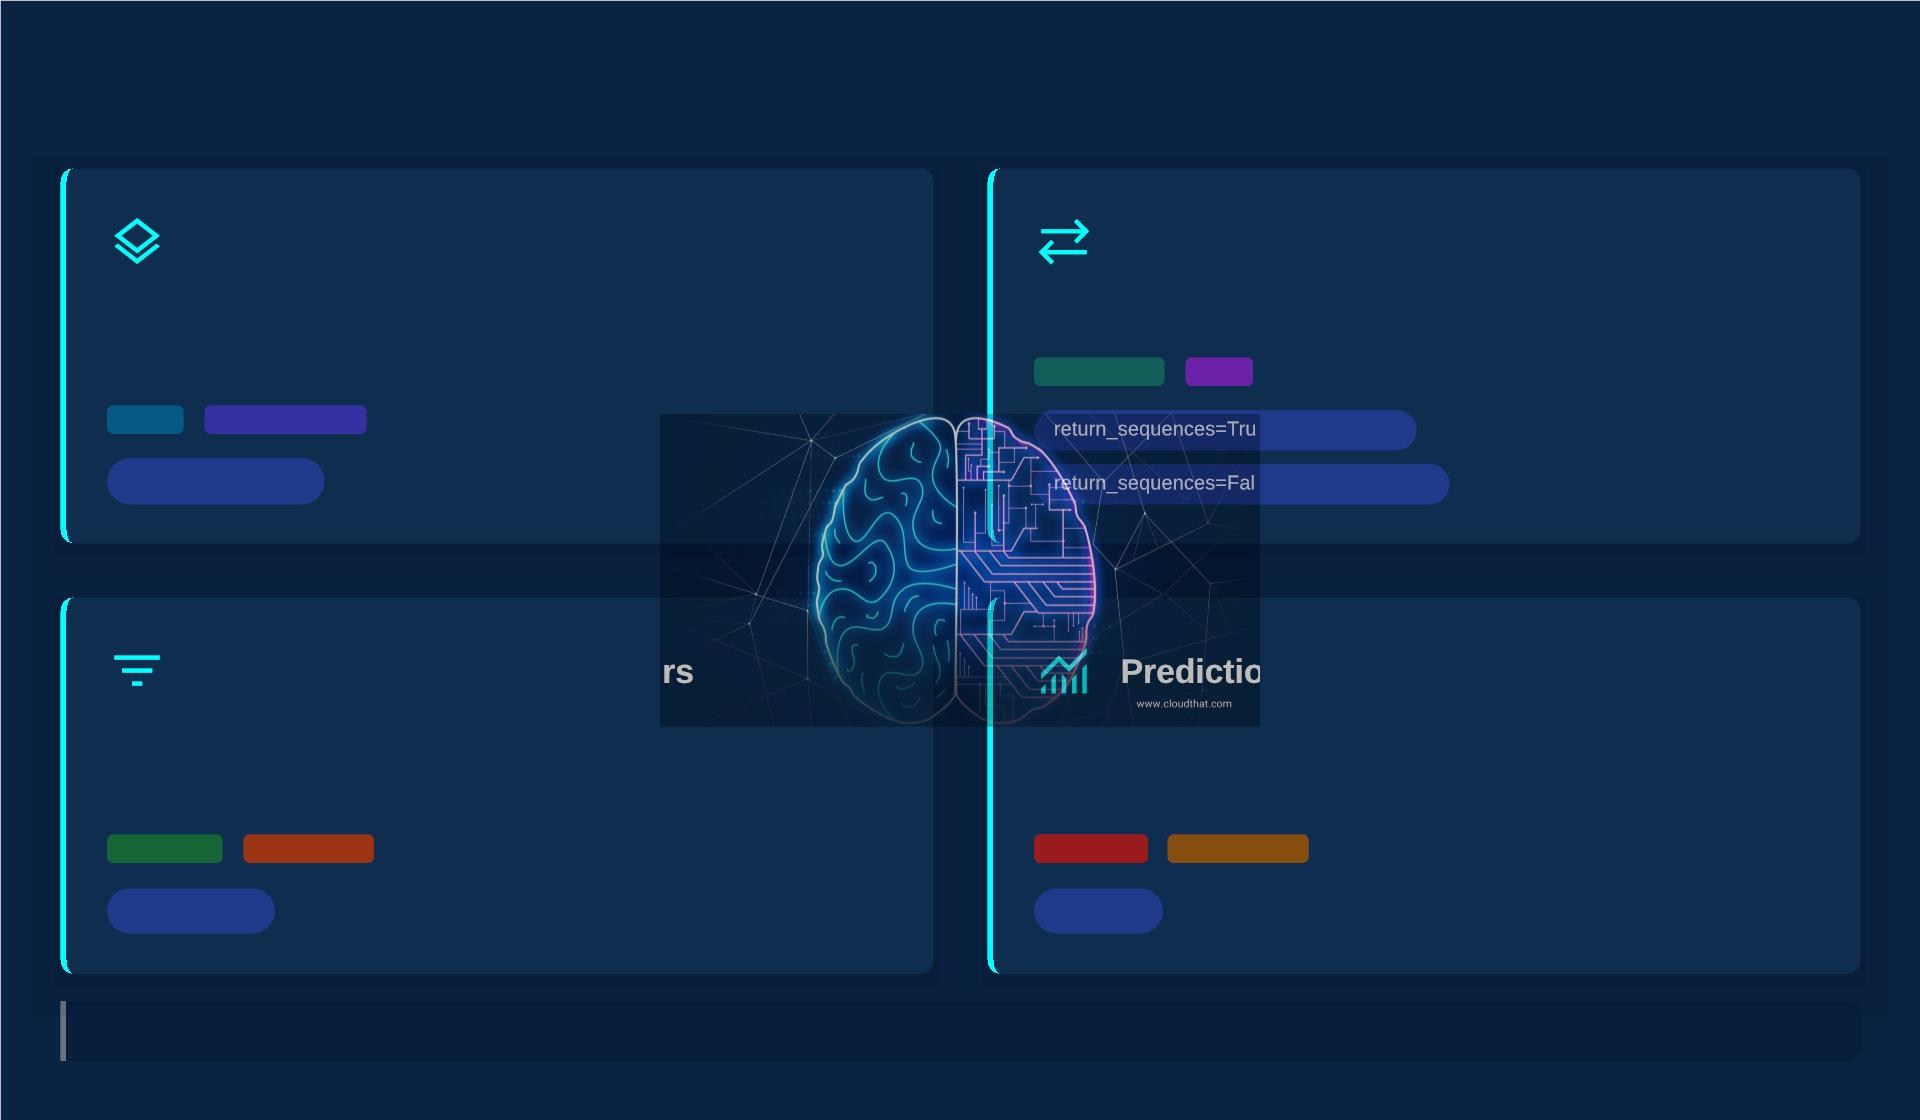 return_sequences=Tru
return_sequences=Fal
rs
Predictio
www.cloudthat.com